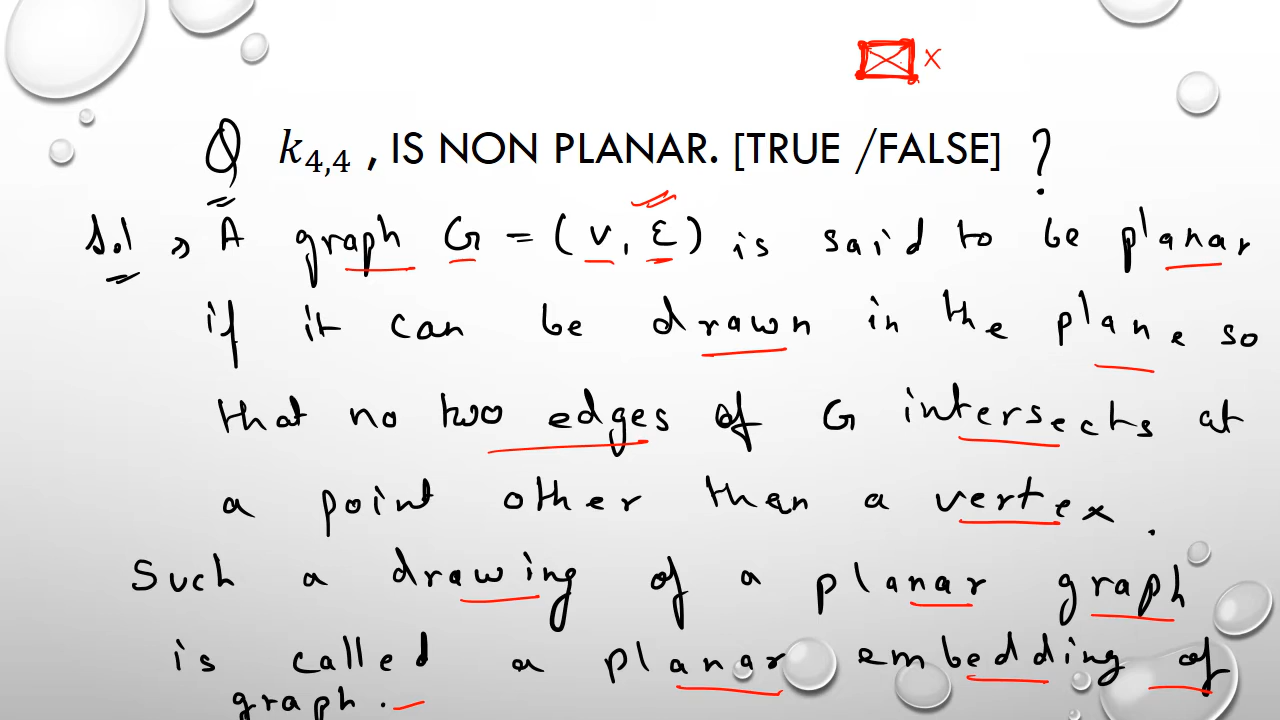 Q k4,4 , IS NON PLANAR. [TRUE /FALSE] ?
Sol → A graph G = (V, E) is said to be planar
if it can be drawn in the plane so
that no two edges of G intersects at
a point other than a vertex.
Such a drawing of a planar graph
is called a planar embedding of
graph.